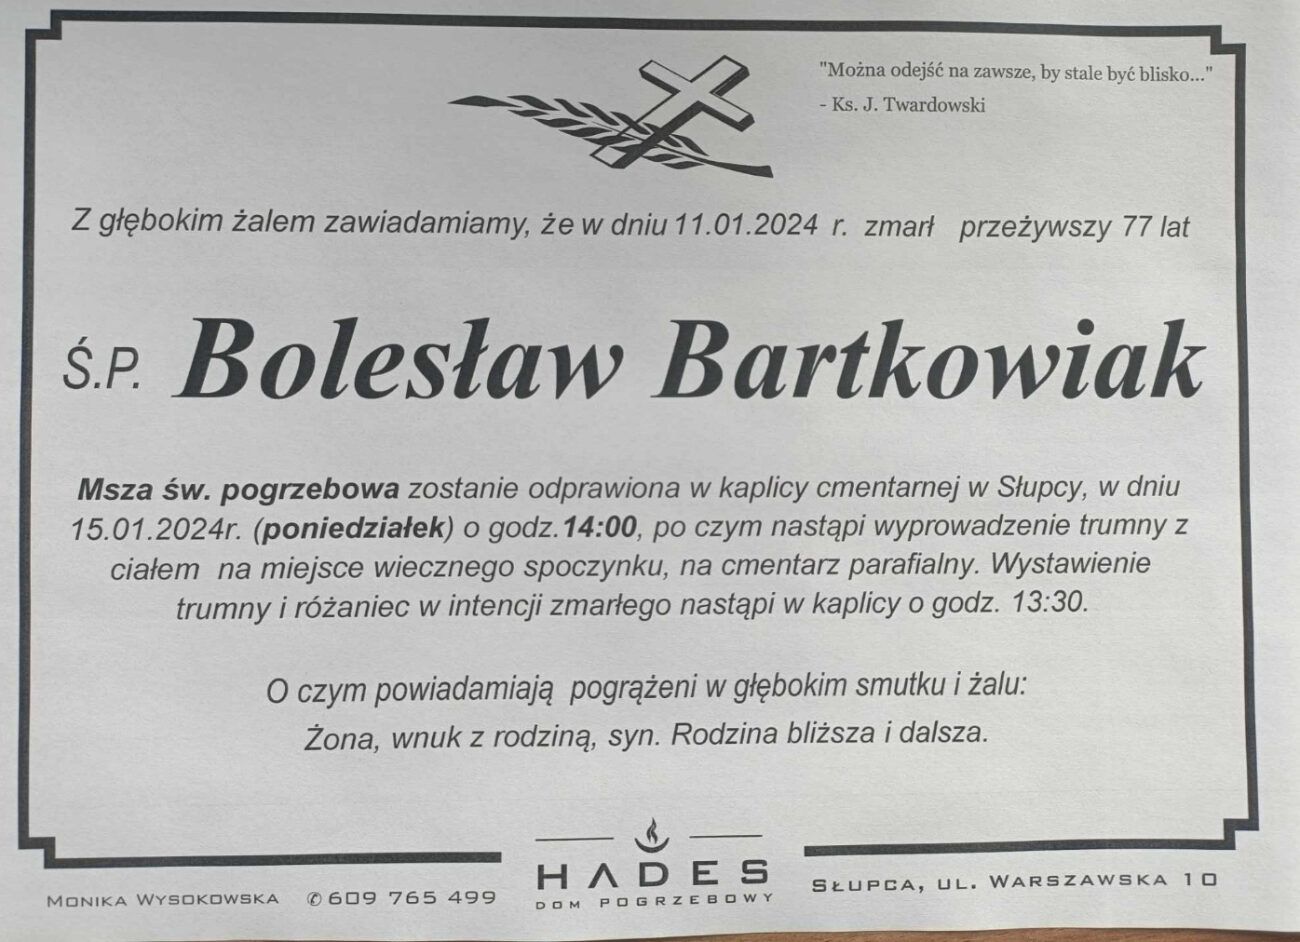 "Można odejść na zawsze, by stale być blisko..."
- Ks. J. Twardowski
Z głębokim żalem zawiadamiamy, że w dniu 11.01.2024 r. zmarł przeżywszy 77 lat
Ś.P. Bolesław Bartkowiak
Msza św. pogrzebowa zostanie odprawiona w kaplicy cmentarnej w Słupcy, w dniu
15.01.2024r. (poniedziałek) o godz.14:00, po czym nastąpi wyprowadzenie trumny z
ciałem na miejsce wiecznego spoczynku, na cmentarz parafialny. Wystawienie
trumny i różaniec w intencji zmarłego nastąpi w kaplicy o godz. 13:30.
O czym powiadamiają pogrążeni w głębokim smutku i żalu:
Żona, wnuk z rodziną, syn. Rodzina bliższa i dalsza.
HADES
DOM POGRZEBOWY
MONIKA WYSOKOWSKA ✆609 765 499
SŁUPCA, UL. WARSZAWSKA 10